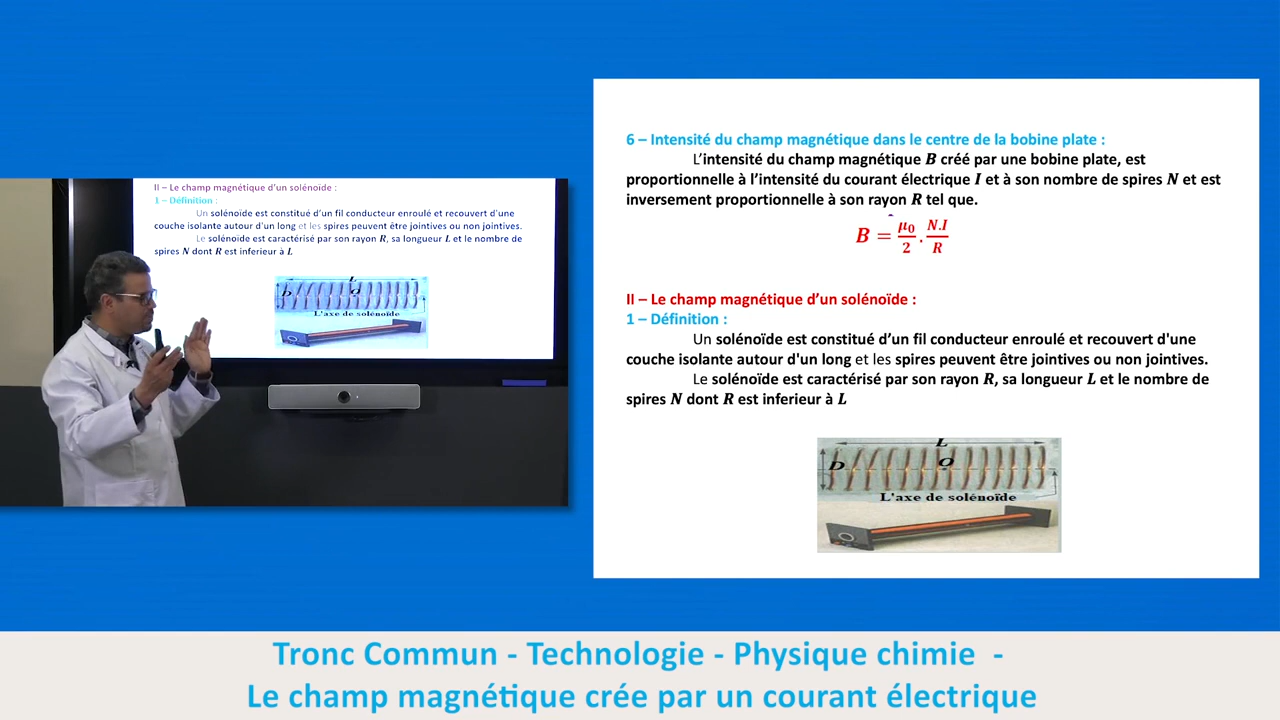 II – Le champ magnétique d'un solénoïde :
1 – Définition :
Un solénoïde est constitué d'un fil conducteur enroulé et recouvert d'une
couche isolante autour d'un long et les spires peuvent être jointives ou non jointives.
Le solénoïde est caractérisé par son rayon R, sa longueur L et le nombre de
spires N dont R est inferieur à L
L
D
O
L'axe de solénoïde
6 – Intensité du champ magnétique dans le centre de la bobine plate :
L'intensité du champ magnétique B créé par une bobine plate, est
proportionnelle à l'intensité du courant électrique I et à son nombre de spires N et est
inversement proportionnelle à son rayon R tel que.
B = μ₀/2 . N.I/R
II – Le champ magnétique d'un solénoïde :
1 – Définition :
Un solénoïde est constitué d'un fil conducteur enroulé et recouvert d'une
couche isolante autour d'un long et les spires peuvent être jointives ou non jointives.
Le solénoïde est caractérisé par son rayon R, sa longueur L et le nombre de
spires N dont R est inferieur à L
L
D
O
L'axe de solénoïde
Tronc Commun - Technologie - Physique chimie -
Le champ magnétique crée par un courant électrique